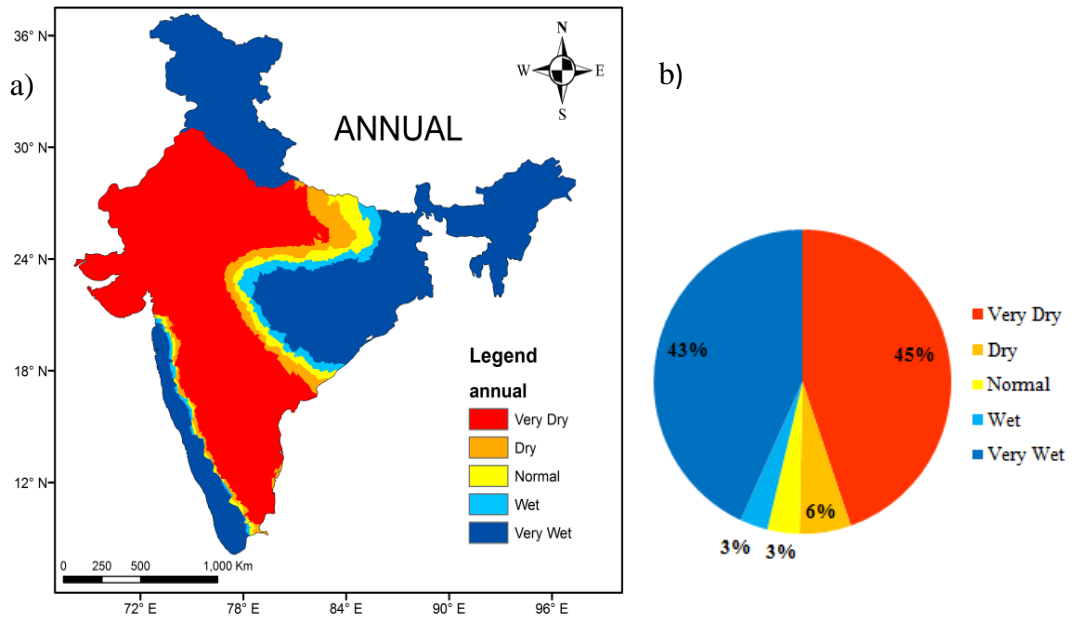 a)
36° N
30° N
24° N
18° N
12° N
N
W E
S
ANNUAL
Legend
annual
Very Dry
Dry
Normal
Wet
Very Wet
0 250 500 1,000 Km
72° E 78° E 84° E 90° E 96° E
b)
43%
45%
6%
3%
3%
Very Dry
Dry
Normal
Wet
Very Wet